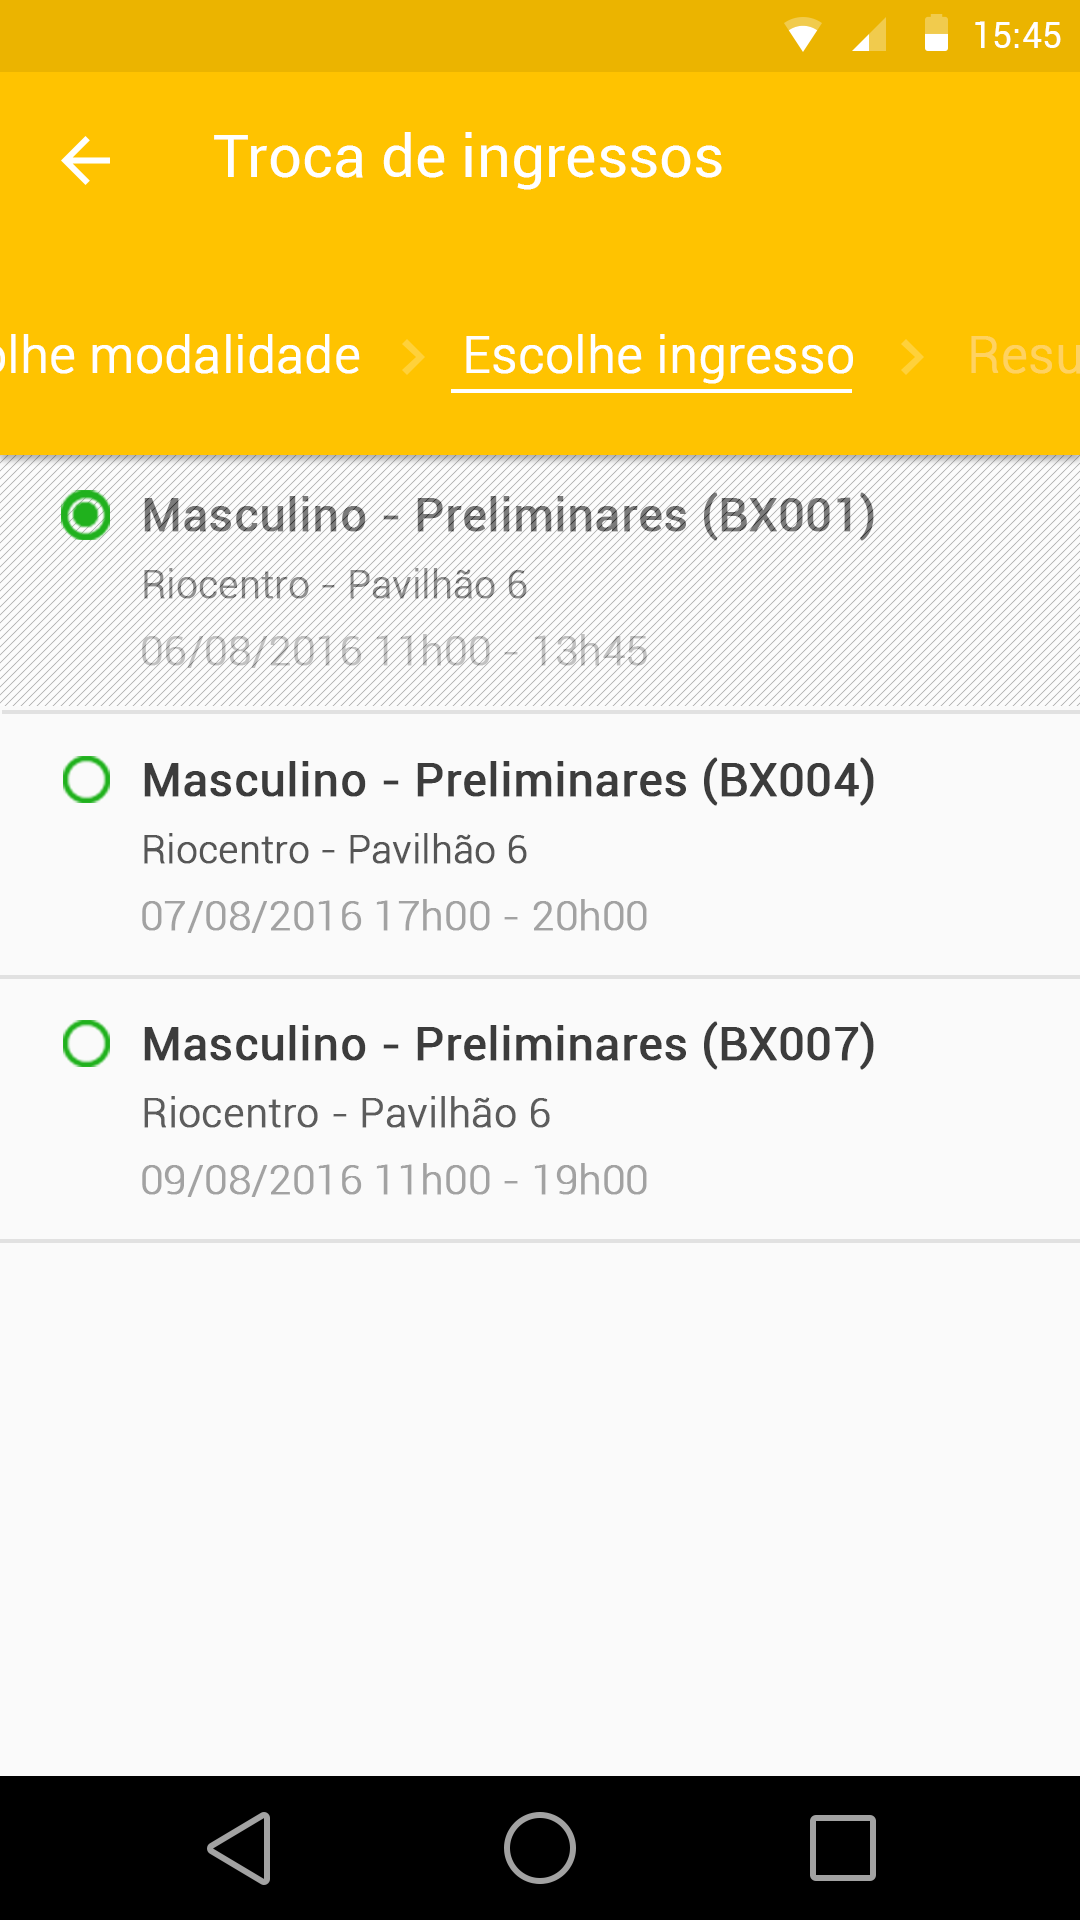 15:45
Troca de ingressos
olhe modalidade > Escolhe ingresso > Resu
Masculino - Preliminares (BX001)
Riocentro - Pavilhão 6
06/08/2016 11h00 - 13h45
Masculino - Preliminares (BX004)
Riocentro - Pavilhão 6
07/08/2016 17h00 - 20h00
Masculino - Preliminares (BX007)
Riocentro - Pavilhão 6
09/08/2016 11h00 - 19h00